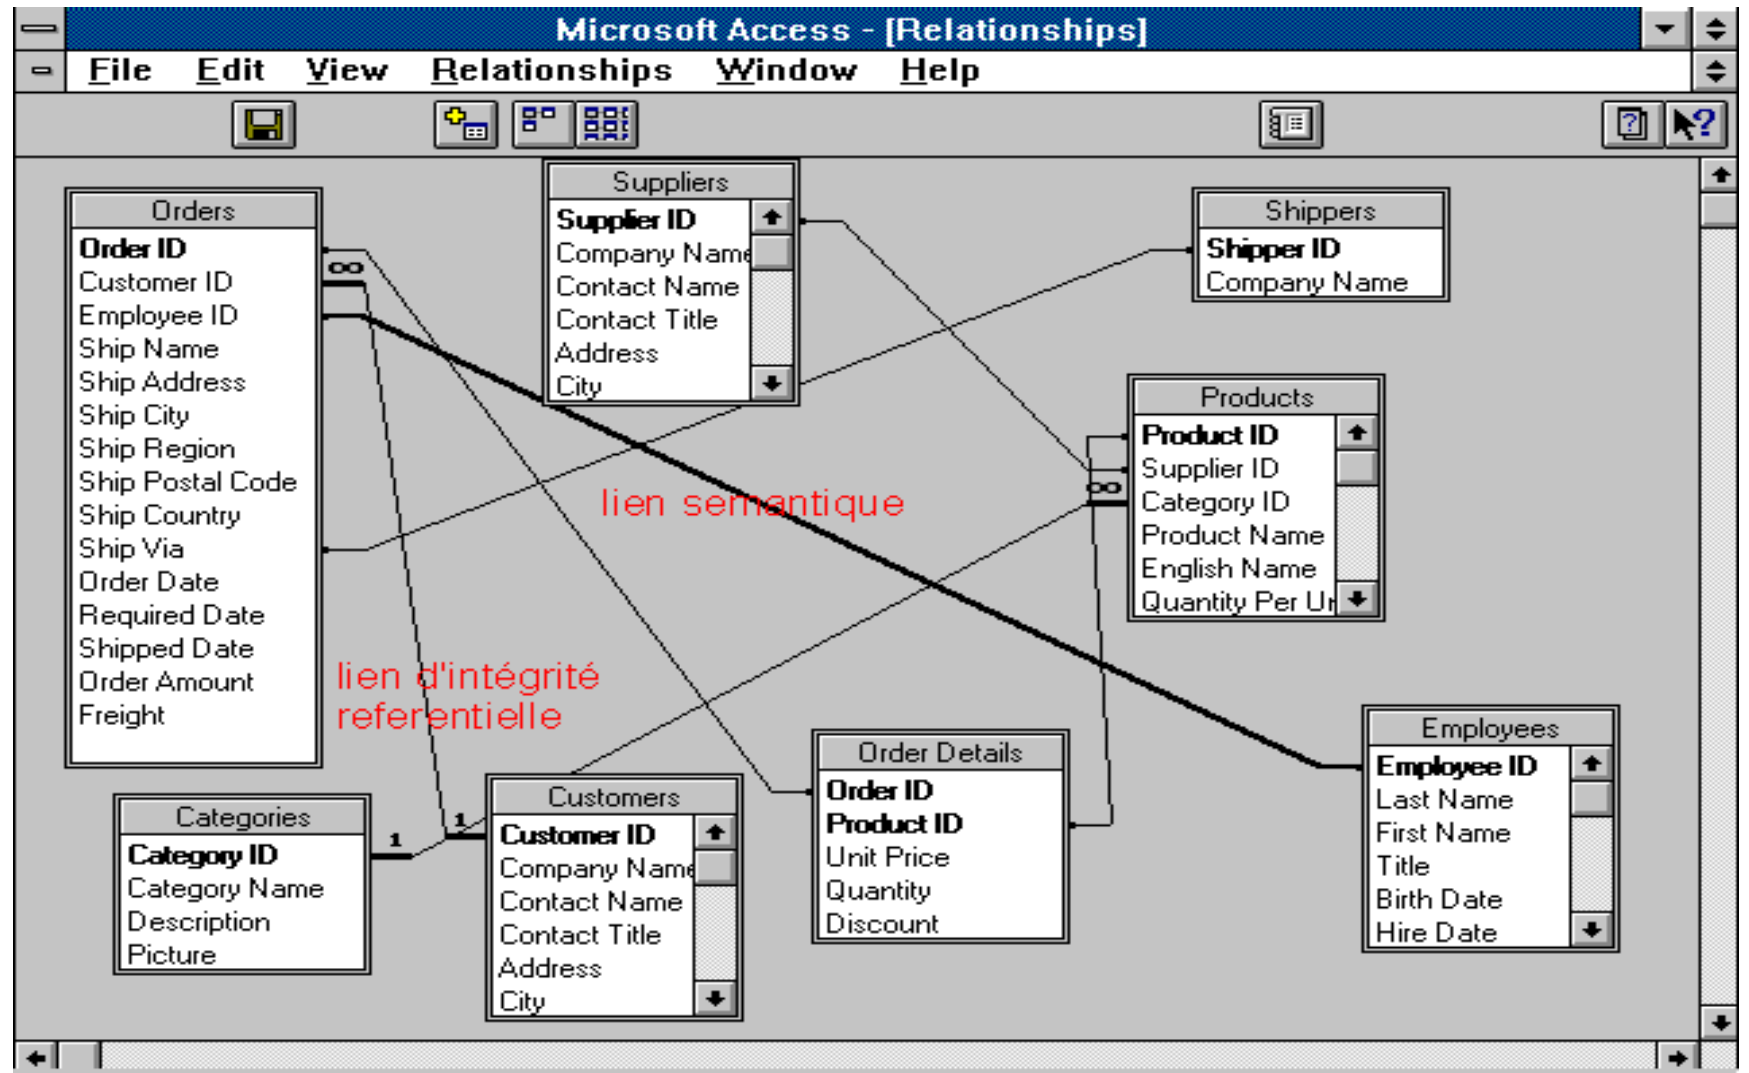 Microsoft Access - [Relationships]
File Edit View Relationships Window Help
Orders
Order ID
Customer ID
Employee ID
Ship Name
Ship Address
Ship City
Ship Region
Ship Postal Code
Ship Country
Ship Via
Order Date
Required Date
Shipped Date
Order Amount
Freight
∞
Suppliers
Supplier ID
Company Name
Contact Name
Contact Title
Address
City
Shippers
Shipper ID
Company Name
Products
Product ID
Supplier ID
Category ID
Product Name
English Name
Quantity Per Un
∞
lien semantique
lien d'intégrité
referentielle
Categories
Category ID
Category Name
Description
Picture
1
1
Customers
Customer ID
Company Name
Contact Name
Contact Title
Address
City
Order Details
Order ID
Product ID
Unit Price
Quantity
Discount
Employees
Employee ID
Last Name
First Name
Title
Birth Date
Hire Date